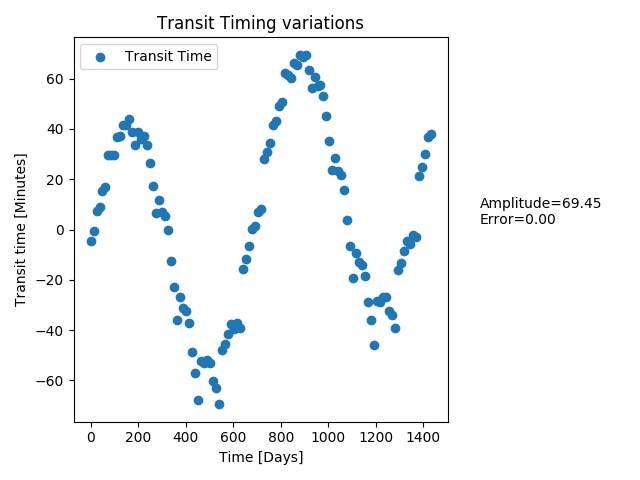 Transit Timing variations
Transit Time
Transit time [Minutes]
60
40
20
0
−20
−40
−60
0 200 400 600 800 1000 1200 1400
Time [Days]
Amplitude=69.45
Error=0.00